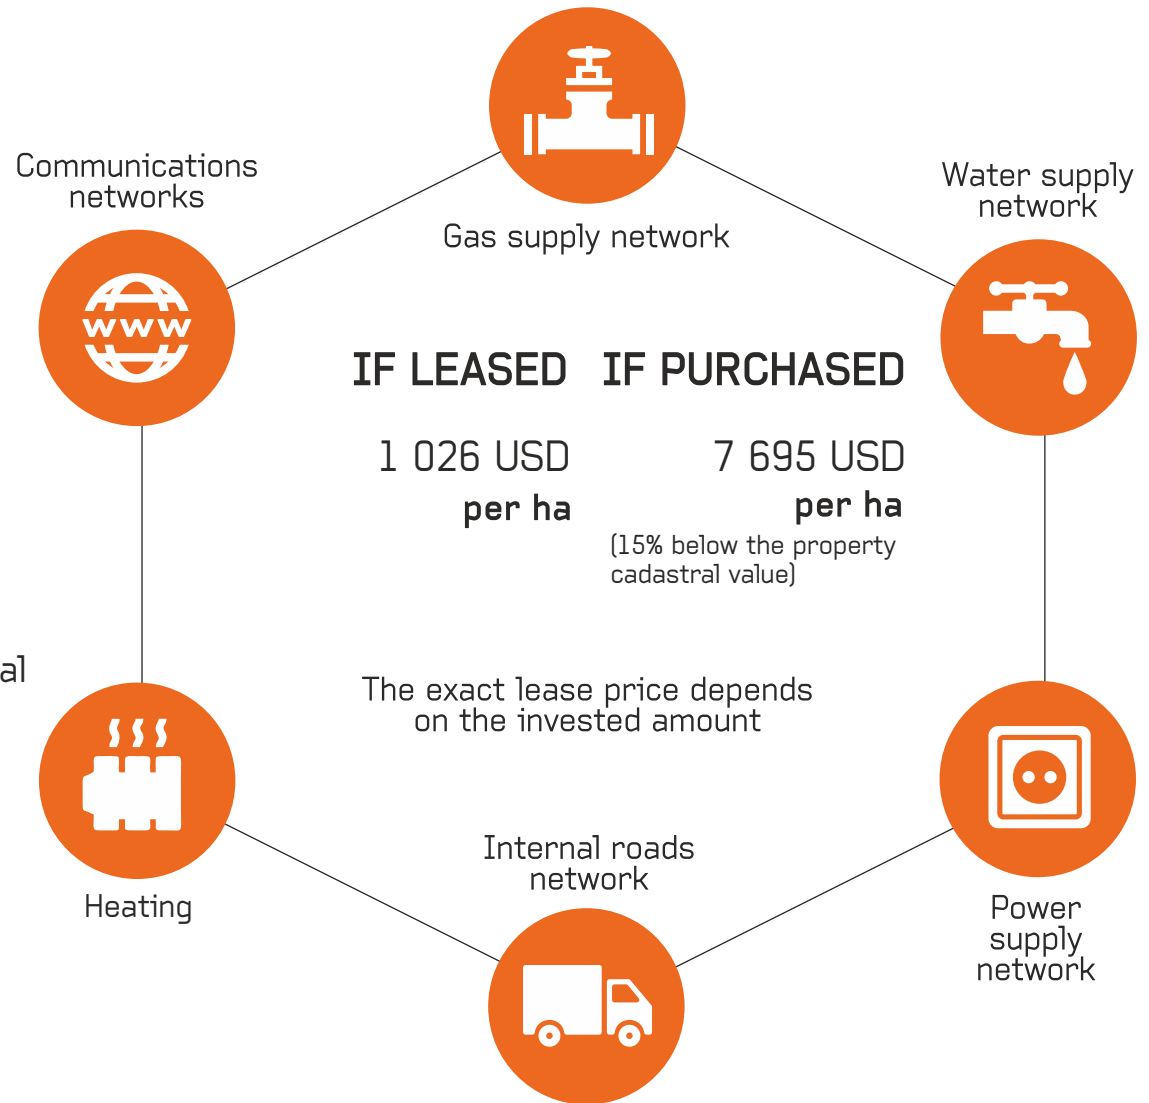 Communications
networks
Gas supply network
Water supply
network
www
IF LEASED
1 026 USD
per ha
IF PURCHASED
7 695 USD
per ha
(15% below the property
cadastral value)
al
The exact lease price depends
on the invested amount
Heating
Internal roads
network
Power
supply
network